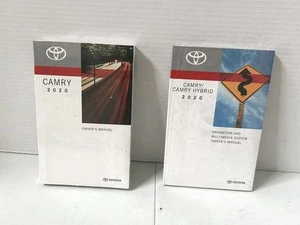 CAMRY
2020
OWNER'S MANUAL
TOYOTA
CAMRY/
CAMRY HYBRID
2020
NAVIGATION AND
MULTIMEDIA SYSTEM
OWNER'S MANUAL
TOYOTA